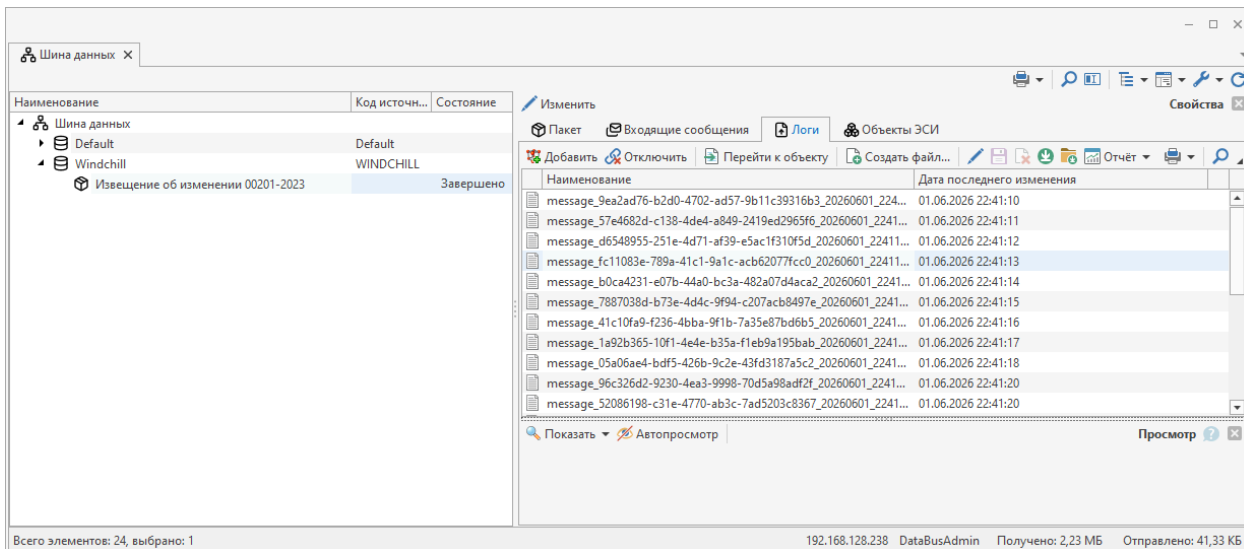 Шина данных
Наименование Код источн... Состояние
Шина данных
Default Default
Windchill WINDCHILL
Извещение об изменении 00201-2023 Завершено
Изменить Свойства
Пакет Входящие сообщения Логи Объекты ЭСИ
Добавить Отключить Перейти к объекту Создать файл... Отчёт
Наименование Дата последнего изменения
message_9ea2ad76-b2d0-4702-ad57-9b11c39316b3_20260601_224... 01.06.2026 22:41:10
message_57e4682d-c138-4de4-a849-2419ed2965f6_20260601_2241... 01.06.2026 22:41:11
message_d6548955-251e-4d71-af39-e5ac1f310f5d_20260601_22411... 01.06.2026 22:41:12
message_fc11083e-789a-41c1-9a1c-acb62077fcc0_20260601_22411... 01.06.2026 22:41:13
message_b0ca4231-e07b-44a0-bc3a-482a07d4aca2_20260601_2241... 01.06.2026 22:41:14
message_7887038d-b73e-4d4c-9f94-c207acb8497e_20260601_2241... 01.06.2026 22:41:15
message_41c10fa9-f236-4bba-9f1b-7a35e87bd6b5_20260601_2241... 01.06.2026 22:41:16
message_1a92b365-10f1-4e4e-b35a-f1eb9a195bab_20260601_2241... 01.06.2026 22:41:17
message_05a06ae4-bdf5-426b-9c2e-43fd3187a5c2_20260601_2241... 01.06.2026 22:41:18
message_96c326d2-9230-4ea3-9998-70d5a98adf2f_20260601_2241... 01.06.2026 22:41:20
message_52086198-c31e-4770-ab3c-7ad5203c8367_20260601_2241... 01.06.2026 22:41:20
Показать Автопросмотр Просмотр
Всего элементов: 24, выбрано: 1 192.168.128.238 DataBusAdmin Получено: 2,23 МБ Отправлено: 41,33 КБ